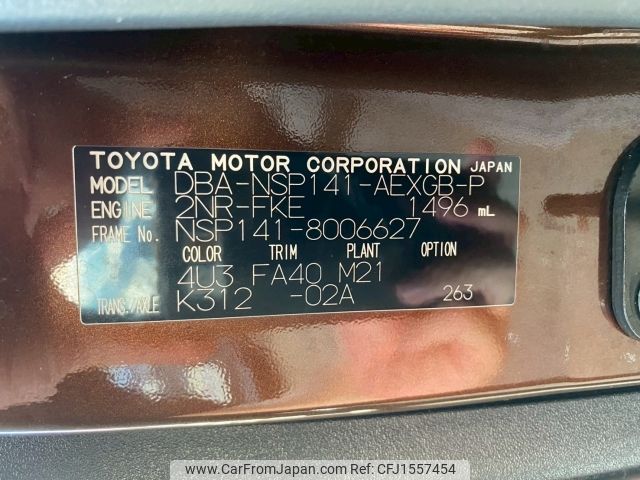 TOYOTA MOTOR CORPORATION JAPAN
MODEL DBA-NSP141-AEXGB-P
ENGINE 2NR-FKE 1496 mL
FRAME No. NSP141-8006627
COLOR TRIM PLANT OPTION
4U3 FA40 M21
TRANS./AXLE K312 -02A 263
www.CarFromJapan.com | CarFromJapan | CFJ1557454